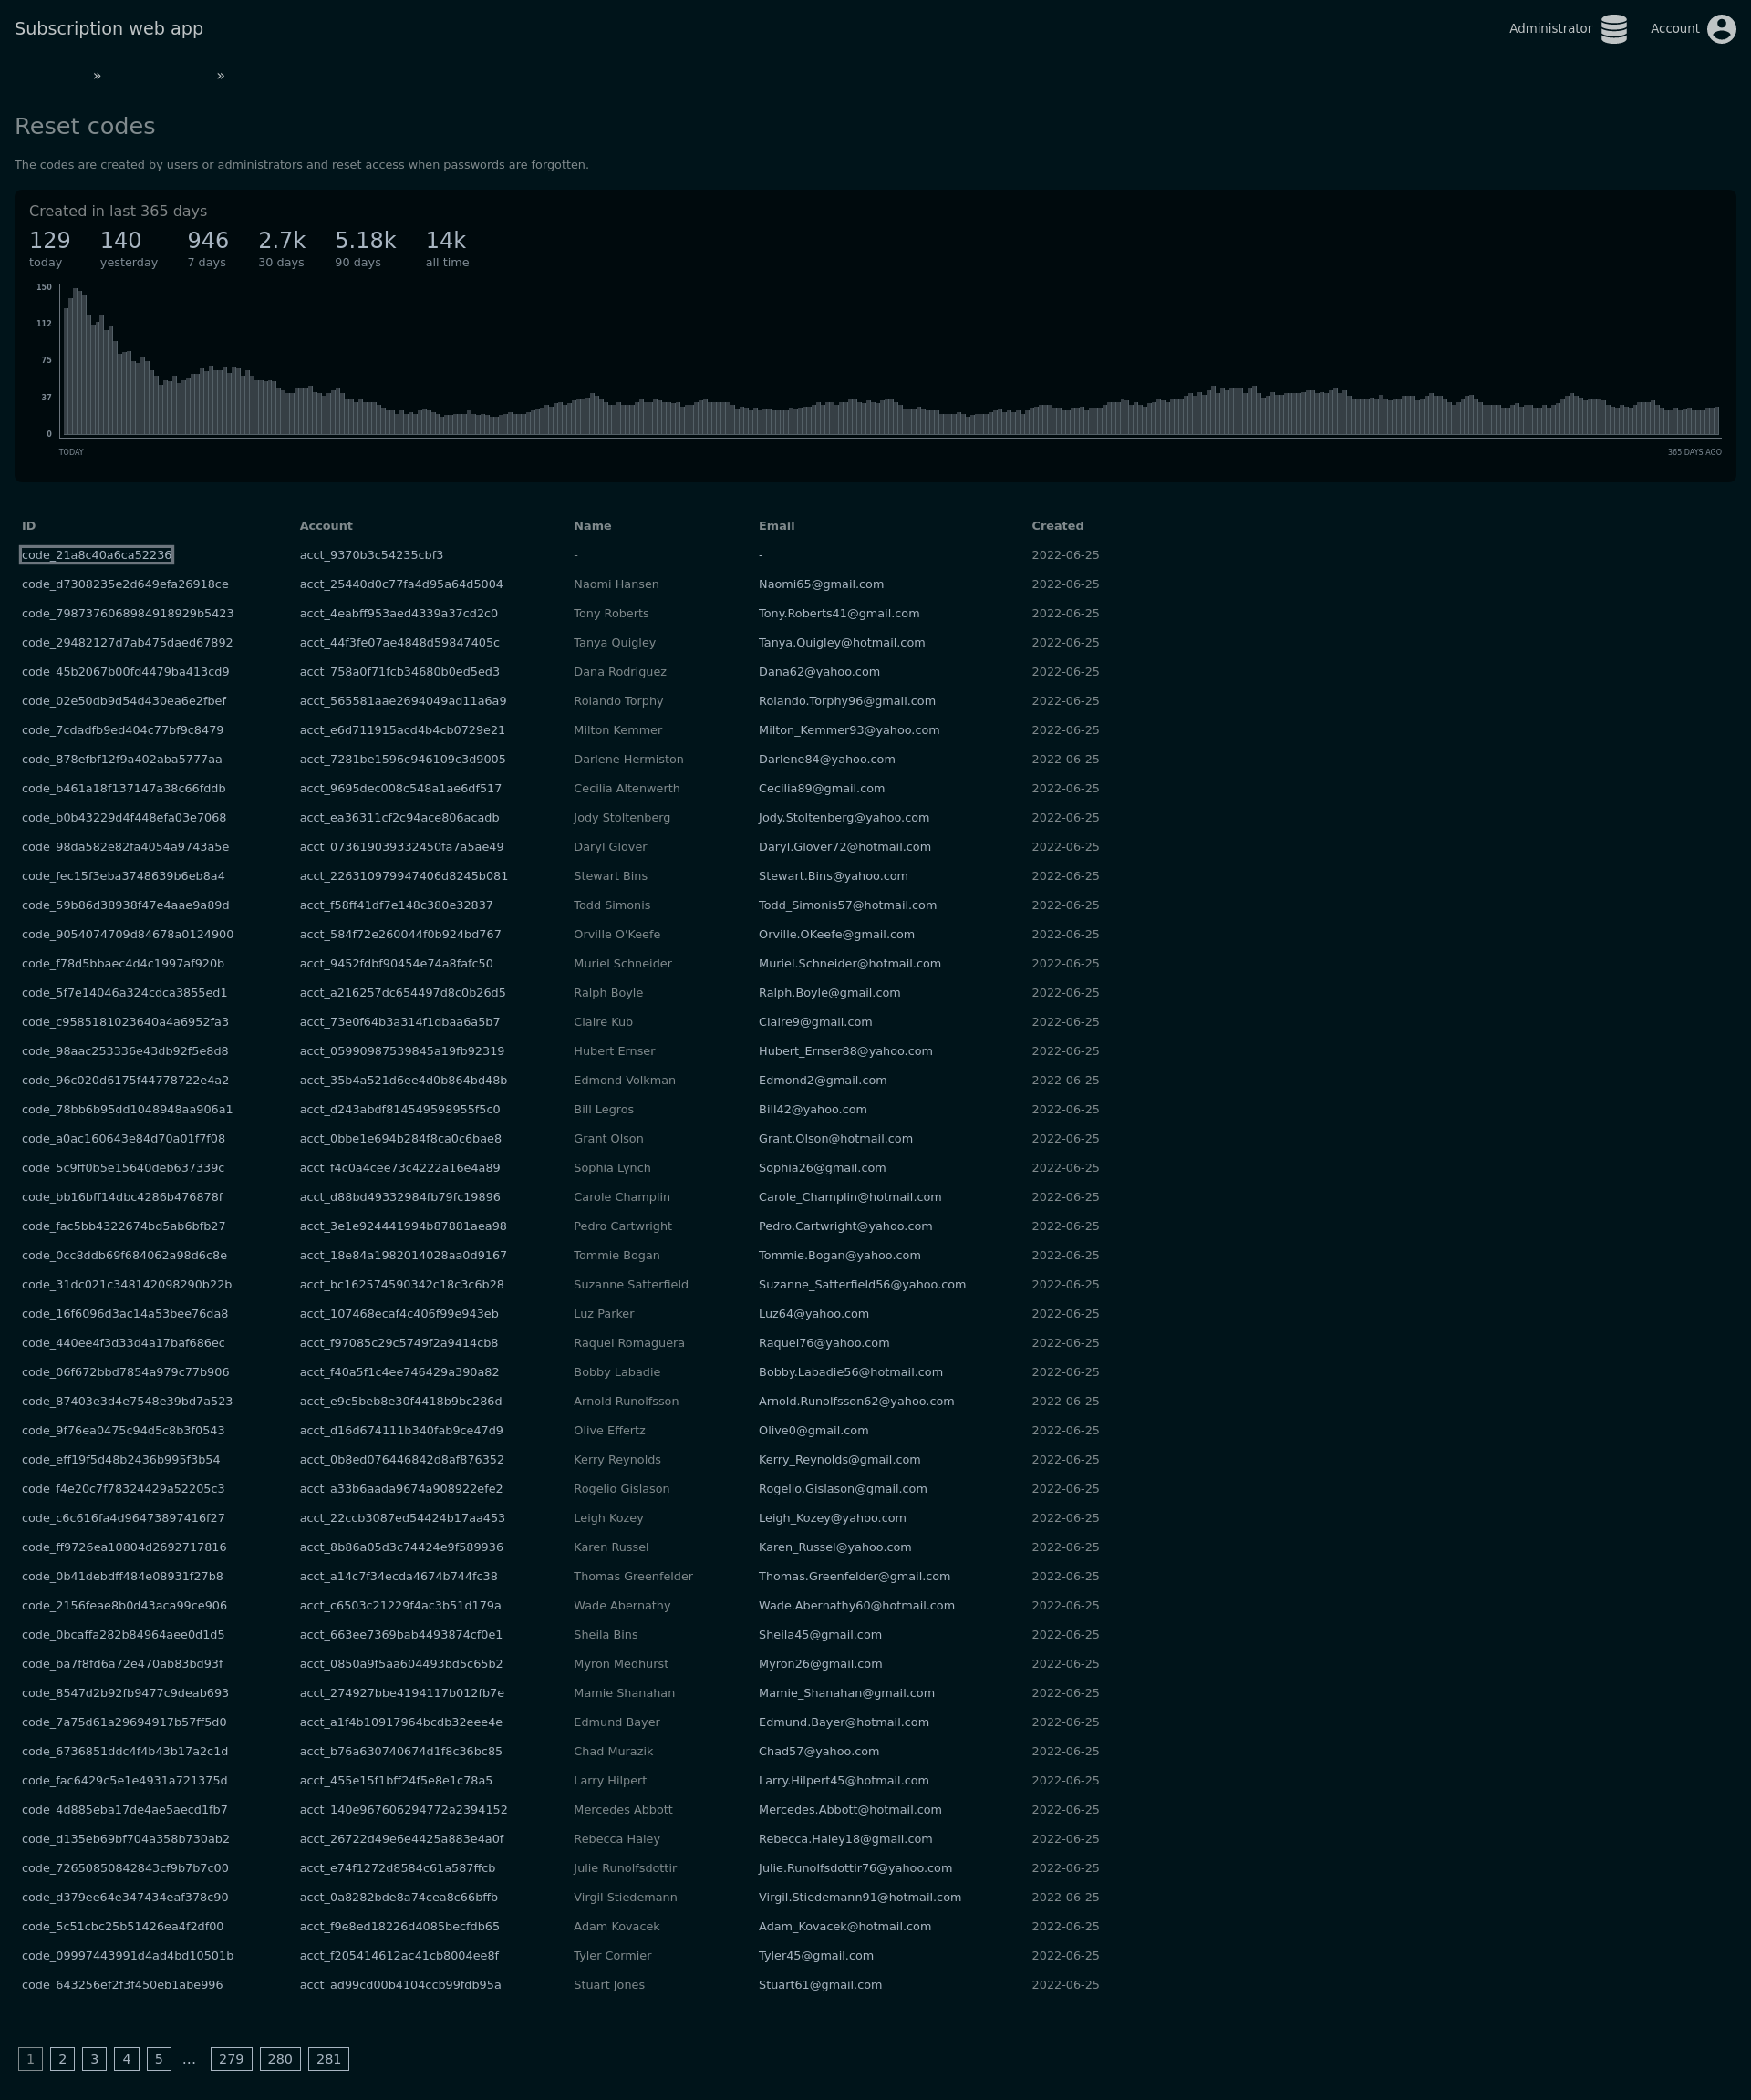 Subscription web app
Administrator
Account
» »
Reset codes
The codes are created by users or administrators and reset access when passwords are forgotten.
Created in last 365 days
129 140 946 2.7k 5.18k 14k
today yesterday 7 days 30 days 90 days all time
150
112
75
37
0
TODAY 365 DAYS AGO
ID Account Name Email Created
code_21a8c40a6ca52236 acct_9370b3c54235cbf3 - - 2022-06-25
code_d7308235e2d649efa26918ce acct_25440d0c77fa4d95a64d5004 Naomi Hansen Naomi65@gmail.com 2022-06-25
code_7987376068984918929b5423 acct_4eabff953aed4339a37cd2c0 Tony Roberts Tony.Roberts41@gmail.com 2022-06-25
code_29482127d7ab475daed67892 acct_44f3fe07ae4848d59847405c Tanya Quigley Tanya.Quigley@hotmail.com 2022-06-25
code_45b2067b00fd4479ba413cd9 acct_758a0f71fcb34680b0ed5ed3 Dana Rodriguez Dana62@yahoo.com 2022-06-25
code_02e50db9d54d430ea6e2fbef acct_565581aae2694049ad11a6a9 Rolando Torphy Rolando.Torphy96@gmail.com 2022-06-25
code_7cdadfb9ed404c77bf9c8479 acct_e6d711915acd4b4cb0729e21 Milton Kemmer Milton_Kemmer93@yahoo.com 2022-06-25
code_878efbf12f9a402aba5777aa acct_7281be1596c946109c3d9005 Darlene Hermiston Darlene84@yahoo.com 2022-06-25
code_b461a18f137147a38c66fddb acct_9695dec008c548a1ae6df517 Cecilia Altenwerth Cecilia89@gmail.com 2022-06-25
code_b0b43229d4f448efa03e7068 acct_ea36311cf2c94ace806acadb Jody Stoltenberg Jody.Stoltenberg@yahoo.com 2022-06-25
code_98da582e82fa4054a9743a5e acct_073619039332450fa7a5ae49 Daryl Glover Daryl.Glover72@hotmail.com 2022-06-25
code_fec15f3eba3748639b6eb8a4 acct_226310979947406d8245b081 Stewart Bins Stewart.Bins@yahoo.com 2022-06-25
code_59b86d38938f47e4aae9a89d acct_f58ff41df7e148c380e32837 Todd Simonis Todd_Simonis57@hotmail.com 2022-06-25
code_9054074709d84678a0124900 acct_584f72e260044f0b924bd767 Orville O'Keefe Orville.OKeefe@gmail.com 2022-06-25
code_f78d5bbaec4d4c1997af920b acct_9452fdbf90454e74a8fafc50 Muriel Schneider Muriel.Schneider@hotmail.com 2022-06-25
code_5f7e14046a324cdca3855ed1 acct_a216257dc654497d8c0b26d5 Ralph Boyle Ralph.Boyle@gmail.com 2022-06-25
code_c9585181023640a4a6952fa3 acct_73e0f64b3a314f1dbaa6a5b7 Claire Kub Claire9@gmail.com 2022-06-25
code_98aac253336e43db92f5e8d8 acct_05990987539845a19fb92319 Hubert Ernser Hubert_Ernser88@yahoo.com 2022-06-25
code_96c020d6175f44778722e4a2 acct_35b4a521d6ee4d0b864bd48b Edmond Volkman Edmond2@gmail.com 2022-06-25
code_78bb6b95dd1048948aa906a1 acct_d243abdf814549598955f5c0 Bill Legros Bill42@yahoo.com 2022-06-25
code_a0ac160643e84d70a01f7f08 acct_0bbe1e694b284f8ca0c6bae8 Grant Olson Grant.Olson@hotmail.com 2022-06-25
code_5c9ff0b5e15640deb637339c acct_f4c0a4cee73c4222a16e4a89 Sophia Lynch Sophia26@gmail.com 2022-06-25
code_bb16bff14dbc4286b476878f acct_d88bd49332984fb79fc19896 Carole Champlin Carole_Champlin@hotmail.com 2022-06-25
code_fac5bb4322674bd5ab6bfb27 acct_3e1e924441994b87881aea98 Pedro Cartwright Pedro.Cartwright@yahoo.com 2022-06-25
code_0cc8ddb69f684062a98d6c8e acct_18e84a1982014028aa0d9167 Tommie Bogan Tommie.Bogan@yahoo.com 2022-06-25
code_31dc021c348142098290b22b acct_bc162574590342c18c3c6b28 Suzanne Satterfield Suzanne_Satterfield56@yahoo.com 2022-06-25
code_16f6096d3ac14a53bee76da8 acct_107468ecaf4c406f99e943eb Luz Parker Luz64@yahoo.com 2022-06-25
code_440ee4f3d33d4a17baf686ec acct_f97085c29c5749f2a9414cb8 Raquel Romaguera Raquel76@yahoo.com 2022-06-25
code_06f672bbd7854a979c77b906 acct_f40a5f1c4ee746429a390a82 Bobby Labadie Bobby.Labadie56@hotmail.com 2022-06-25
code_87403e3d4e7548e39bd7a523 acct_e9c5beb8e30f4418b9bc286d Arnold Runolfsson Arnold.Runolfsson62@yahoo.com 2022-06-25
code_9f76ea0475c94d5c8b3f0543 acct_d16d674111b340fab9ce47d9 Olive Effertz Olive0@gmail.com 2022-06-25
code_eff19f5d48b2436b995f3b54 acct_0b8ed076446842d8af876352 Kerry Reynolds Kerry_Reynolds@gmail.com 2022-06-25
code_f4e20c7f78324429a52205c3 acct_a33b6aada9674a908922efe2 Rogelio Gislason Rogelio.Gislason@gmail.com 2022-06-25
code_c6c616fa4d96473897416f27 acct_22ccb3087ed54424b17aa453 Leigh Kozey Leigh_Kozey@yahoo.com 2022-06-25
code_ff9726ea10804d2692717816 acct_8b86a05d3c74424e9f589936 Karen Russel Karen_Russel@yahoo.com 2022-06-25
code_0b41debdff484e08931f27b8 acct_a14c7f34ecda4674b744fc38 Thomas Greenfelder Thomas.Greenfelder@gmail.com 2022-06-25
code_2156feae8b0d43aca99ce906 acct_c6503c21229f4ac3b51d179a Wade Abernathy Wade.Abernathy60@hotmail.com 2022-06-25
code_0bcaffa282b84964aee0d1d5 acct_663ee7369bab4493874cf0e1 Sheila Bins Sheila45@gmail.com 2022-06-25
code_ba7f8fd6a72e470ab83bd93f acct_0850a9f5aa604493bd5c65b2 Myron Medhurst Myron26@gmail.com 2022-06-25
code_8547d2b92fb9477c9deab693 acct_274927bbe4194117b012fb7e Mamie Shanahan Mamie_Shanahan@gmail.com 2022-06-25
code_7a75d61a29694917b57ff5d0 acct_a1f4b10917964bcdb32eee4e Edmund Bayer Edmund.Bayer@hotmail.com 2022-06-25
code_6736851ddc4f4b43b17a2c1d acct_b76a630740674d1f8c36bc85 Chad Murazik Chad57@yahoo.com 2022-06-25
code_fac6429c5e1e4931a721375d acct_455e15f1bff24f5e8e1c78a5 Larry Hilpert Larry.Hilpert45@hotmail.com 2022-06-25
code_4d885eba17de4ae5aecd1fb7 acct_140e967606294772a2394152 Mercedes Abbott Mercedes.Abbott@hotmail.com 2022-06-25
code_d135eb69bf704a358b730ab2 acct_26722d49e6e4425a883e4a0f Rebecca Haley Rebecca.Haley18@gmail.com 2022-06-25
code_72650850842843cf9b7b7c00 acct_e74f1272d8584c61a587ffcb Julie Runolfsdottir Julie.Runolfsdottir76@yahoo.com 2022-06-25
code_d379ee64e347434eaf378c90 acct_0a8282bde8a74cea8c66bffb Virgil Stiedemann Virgil.Stiedemann91@hotmail.com 2022-06-25
code_5c51cbc25b51426ea4f2df00 acct_f9e8ed18226d4085becfdb65 Adam Kovacek Adam_Kovacek@hotmail.com 2022-06-25
code_09997443991d4ad4bd10501b acct_f205414612ac41cb8004ee8f Tyler Cormier Tyler45@gmail.com 2022-06-25
code_643256ef2f3f450eb1abe996 acct_ad99cd00b4104ccb99fdb95a Stuart Jones Stuart61@gmail.com 2022-06-25
1 2 3 4 5 ... 279 280 281